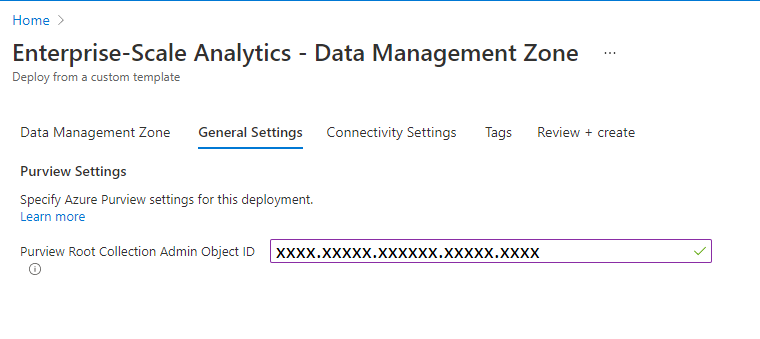 Home
Enterprise-Scale Analytics - Data Management Zone ...
Deploy from a custom template
Data Management Zone General Settings Connectivity Settings Tags Review + create
Purview Settings
Specify Azure Purview settings for this deployment.
Learn more
Purview Root Collection Admin Object ID XXXX.XXXXX.XXXXXX.XXXXX.XXXX